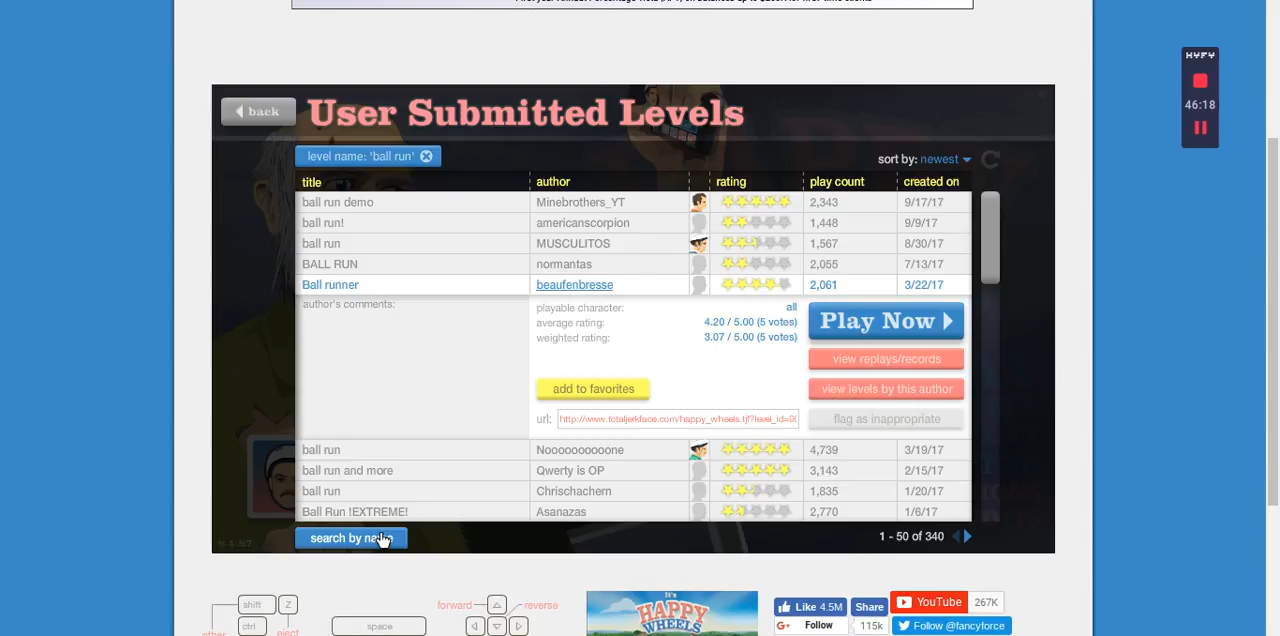 HYFY
46:18
back
User Submitted Levels
level name: 'ball run'
sort by: newest
title author rating play count created on
ball run demo Minebrothers_YT 2,343 9/17/17
ball run! americanscorpion 1,448 9/9/17
ball run MUSCULITOS 1,567 8/30/17
BALL RUN normantas 2,055 7/13/17
Ball runner beaufenbresse 2,061 3/22/17
author's comments:
playable character: all
average rating: 4.20 / 5.00 (5 votes)
weighted rating: 3.07 / 5.00 (5 votes)
Play Now
view replays/records
add to favorites
view levels by this author
url: http://www.totaljerkface.com/happy_wheels.tjf?level_id=9
flag as inappropriate
ball run Nooooooooone 4,739 3/19/17
ball run and more Qwerty is OP 3,143 2/15/17
ball run Chrischachern 1,835 1/20/17
Ball Run !EXTREME! Asanazas 2,770 1/6/17
search by
1 - 50 of 340
shift Z
ctrl
eject
space
forward reverse
IT'S
HAPPY
WHEELS
Like 4.5M Share
YouTube 267K
G+ Follow 115k
Follow @fancyforce